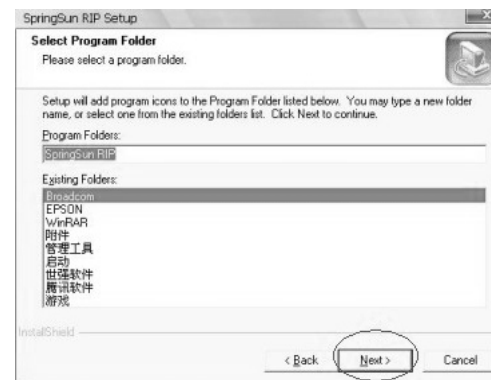 SpringSun RIP Setup
Select Program Folder
Please select a program folder.
Setup will add program icons to the Program Folder listed below. You may type a new folder
name, or select one from the existing folders list. Click Next to continue.
Program Folders:
SpringSun RIP
Existing Folders:
Broadcom
EPSON
WinRAR
附件
管理工具
启动
世强软件
腾讯软件
游戏
InstallShield
< Back
Next >
Cancel